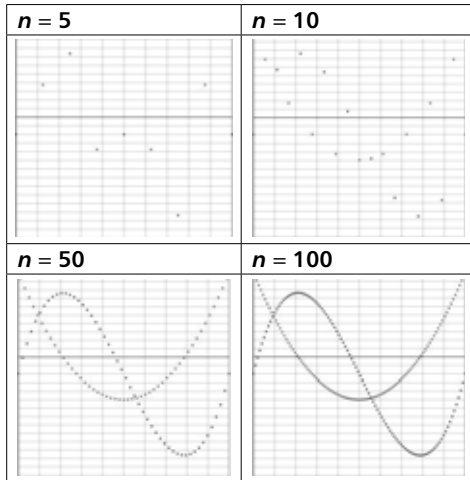 n = 5
n = 10
n = 50
n = 100